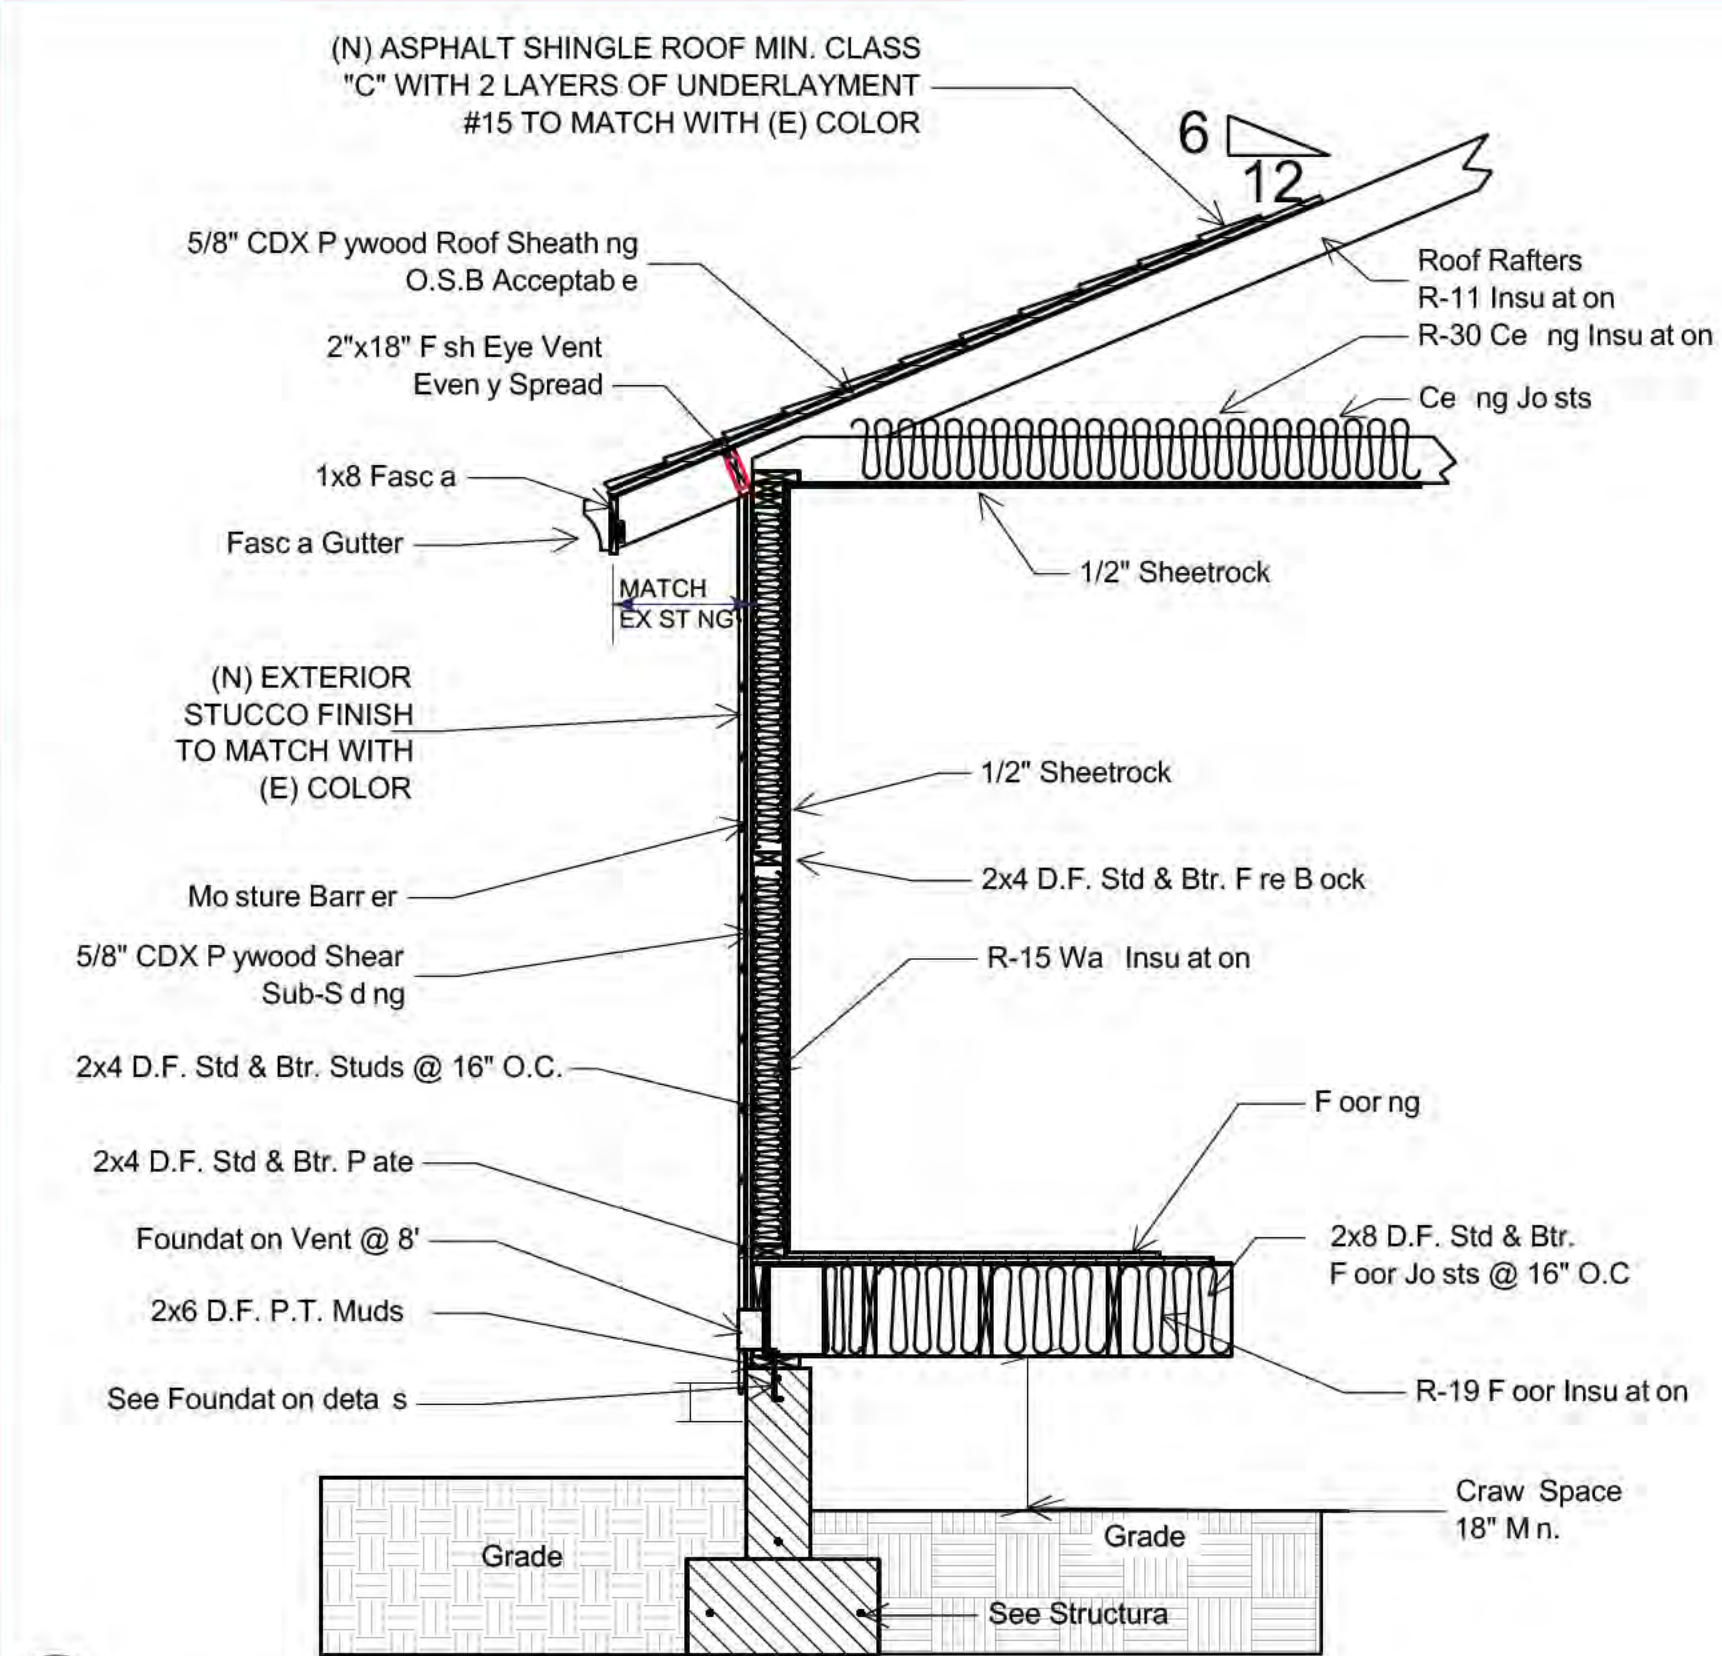 (N) ASPHALT SHINGLE ROOF MIN. CLASS
"C" WITH 2 LAYERS OF UNDERLAYMENT
#15 TO MATCH WITH (E) COLOR
6
12
5/8" CDX P ywood Roof Sheath ng
O.S.B Acceptab e
2"x18" F sh Eye Vent
Even y Spread
1x8 Fasc a
Fasc a Gutter
MATCH
EX ST NG
(N) EXTERIOR
STUCCO FINISH
TO MATCH WITH
(E) COLOR
Mo sture Barr er
5/8" CDX P ywood Shear
Sub-S d ng
2x4 D.F. Std & Btr. Studs @ 16" O.C.
2x4 D.F. Std & Btr. P ate
Foundat on Vent @ 8'
2x6 D.F. P.T. Muds
See Foundat on deta s
Grade
Roof Rafters
R-11 Insu at on
R-30 Ce ng Insu at on
Ce ng Jo sts
1/2" Sheetrock
1/2" Sheetrock
2x4 D.F. Std & Btr. F re B ock
R-15 Wa Insu at on
F oor ng
2x8 D.F. Std & Btr.
F oor Jo sts @ 16" O.C
R-19 F oor Insu at on
Craw Space
18" M n.
Grade
See Structura